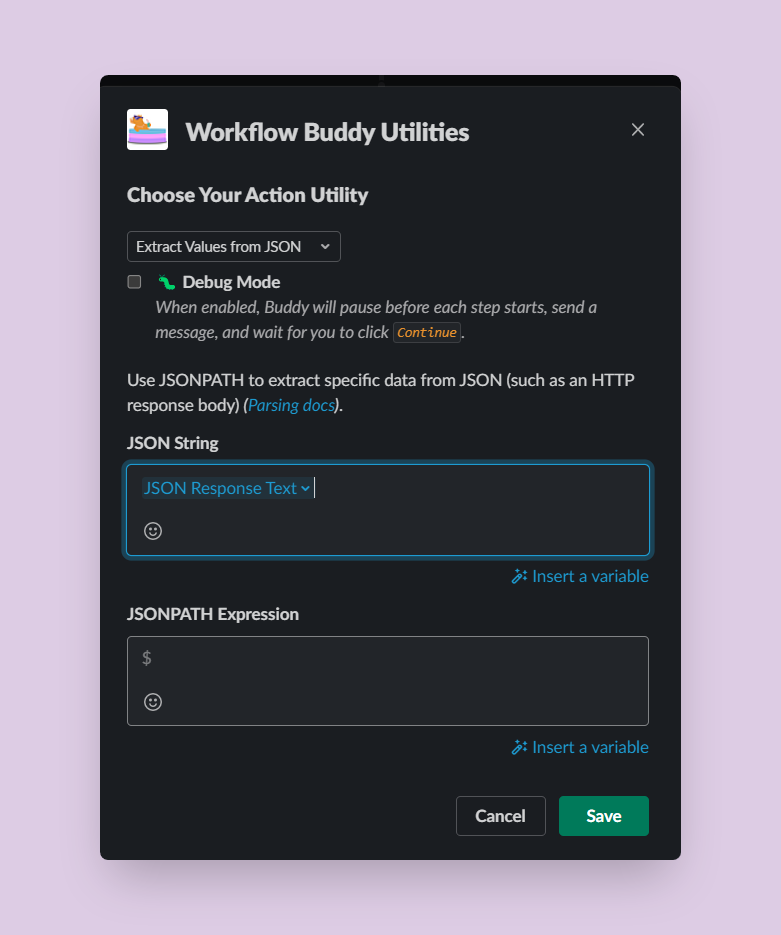 Workflow Buddy Utilities
Choose Your Action Utility
Extract Values from JSON
Debug Mode
When enabled, Buddy will pause before each step starts, send a
message, and wait for you to click Continue.
Use JSONPATH to extract specific data from JSON (such as an HTTP
response body) (Parsing docs).
JSON String
JSON Response Text
Insert a variable
JSONPATH Expression
$
Insert a variable
Cancel
Save